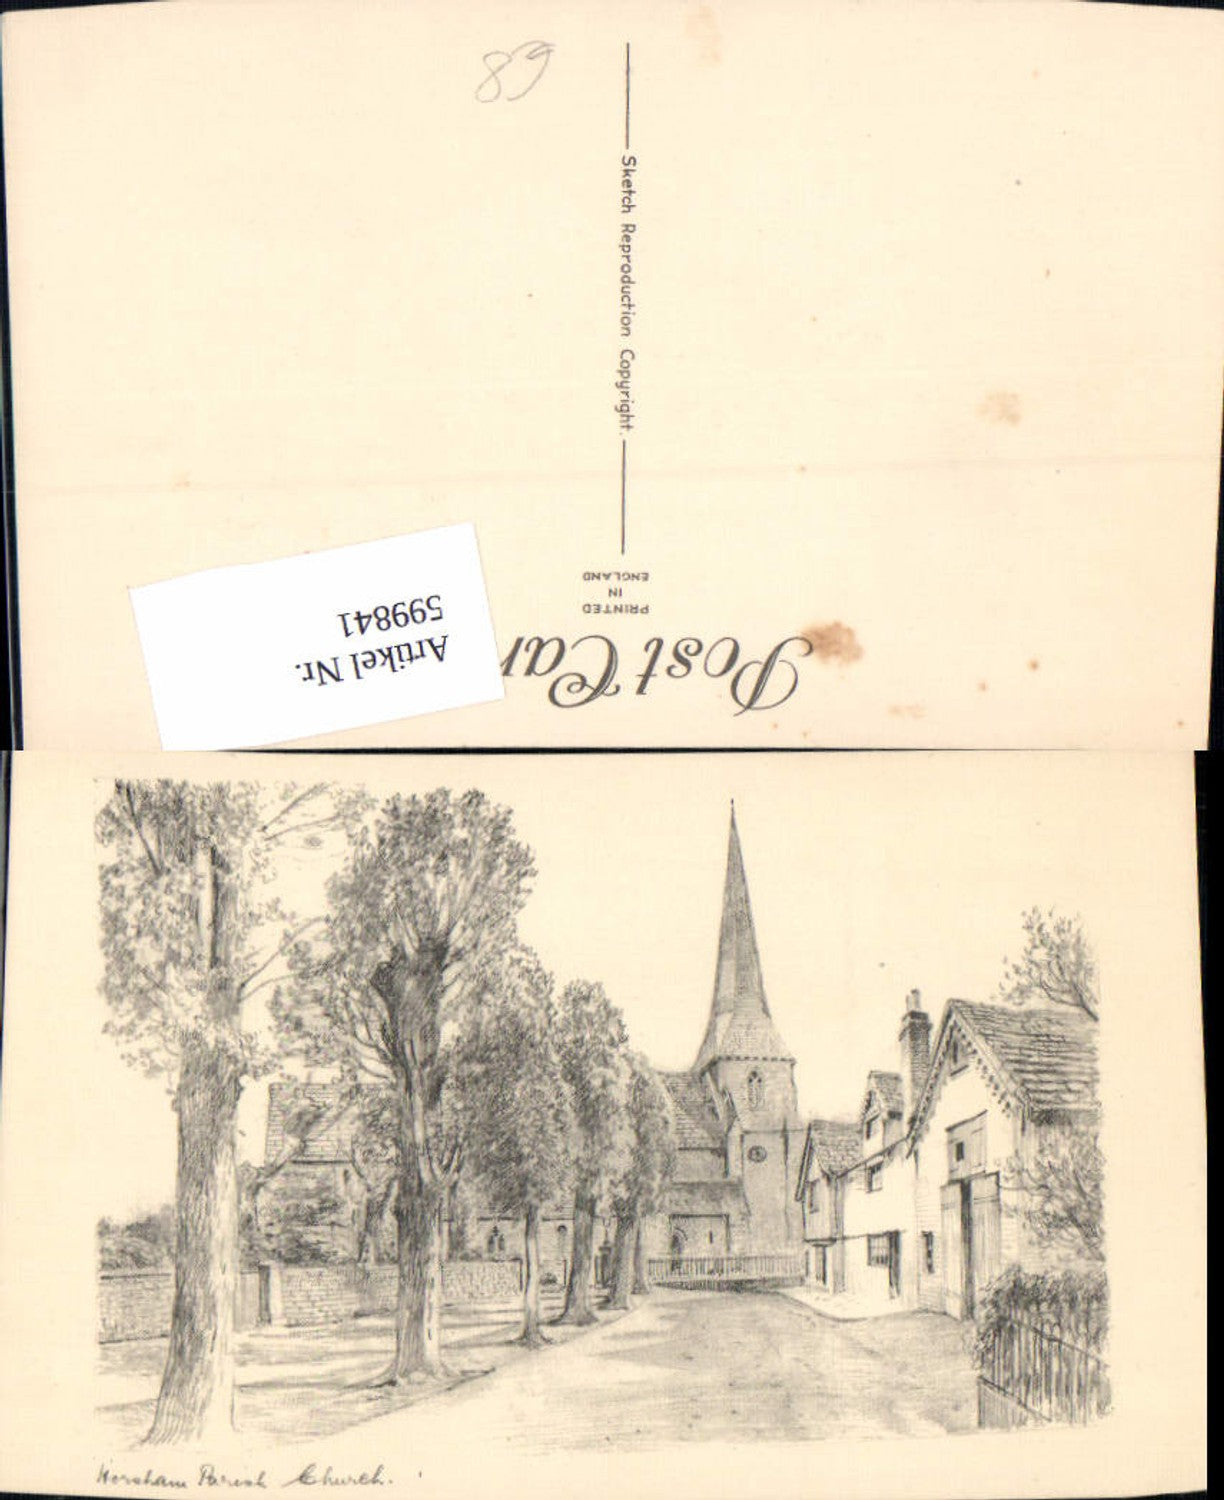 Post Car
PRINTED
IN
ENGLAND
Sketch Reproduction Copyright.
Artikel Nr.
599841
89
Horsham Parish Church.